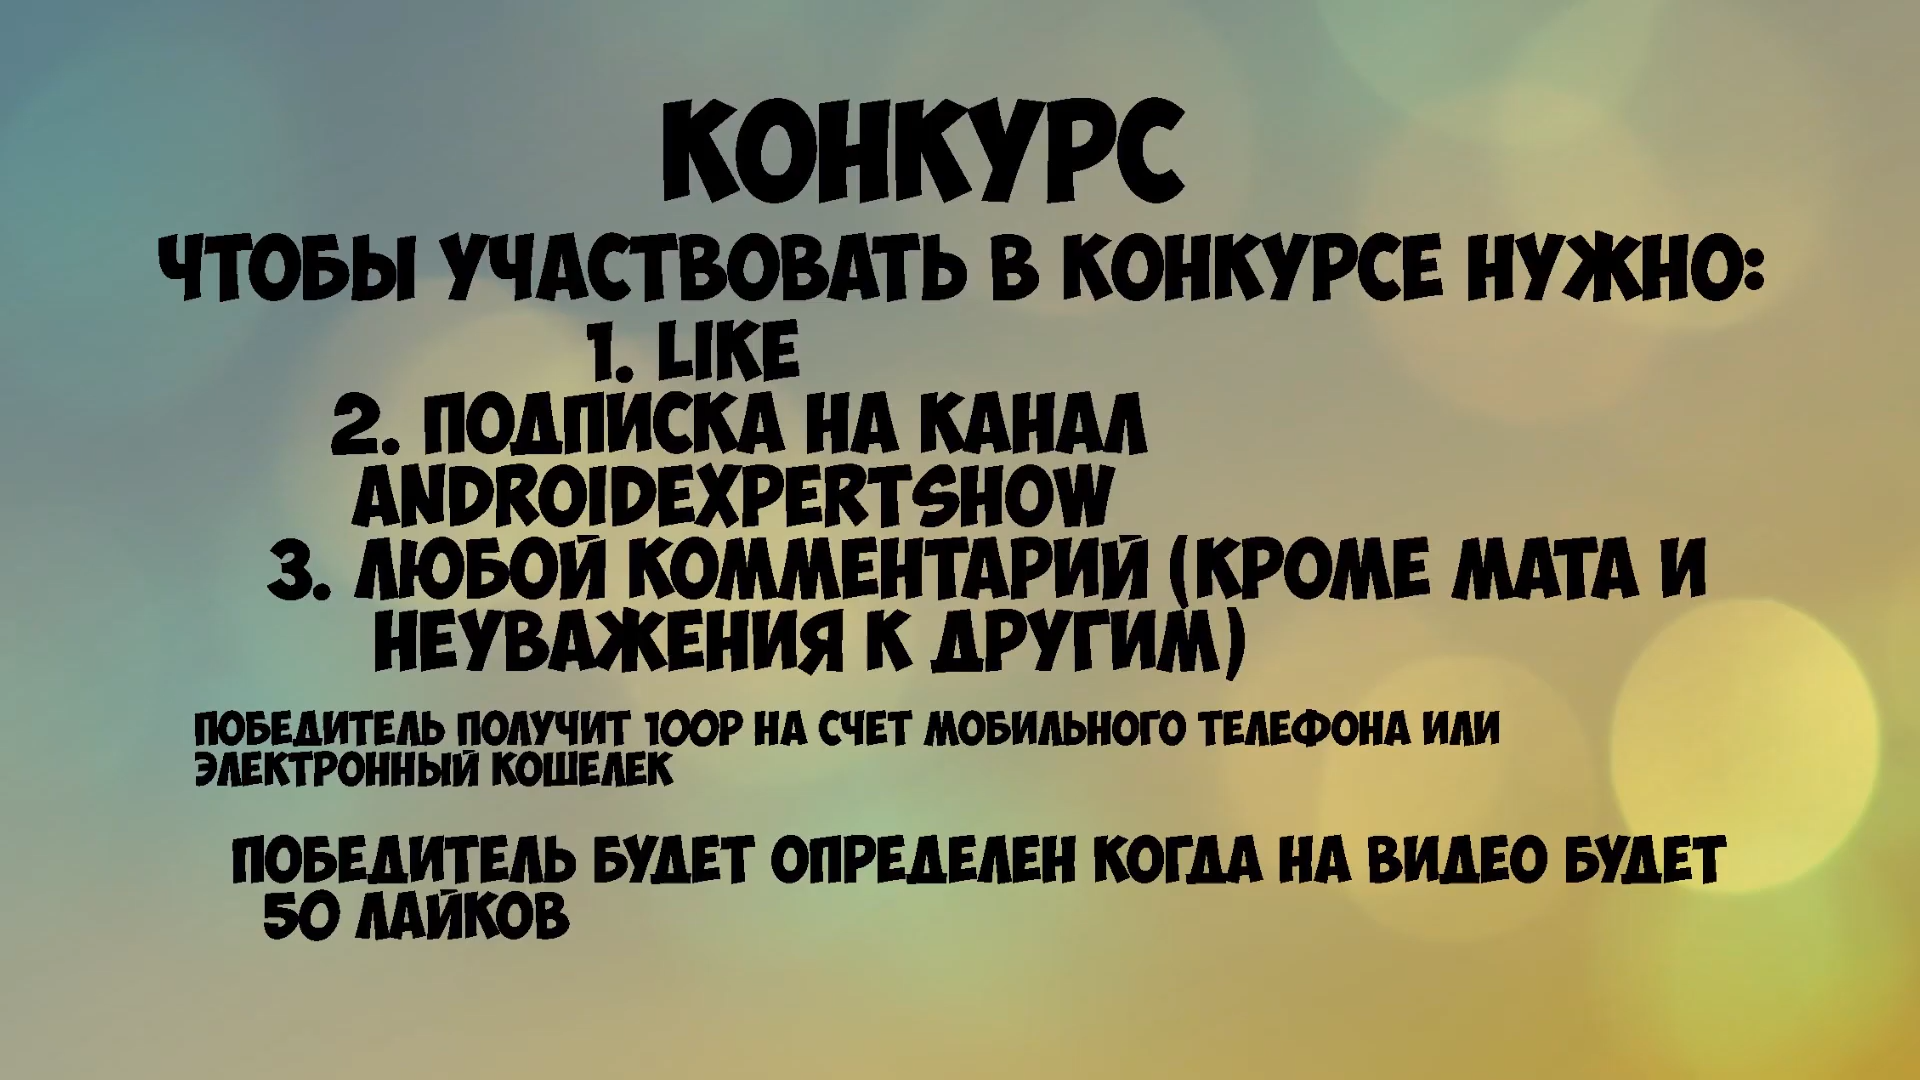 КОНКУРС
ЧТОБЫ УЧАСТВОВАТЬ В КОНКУРСЕ НУЖНО:
1. LIKE
2. ПОДПИСКА НА КАНАЛ
ANDROIDEXPERTSHOW
3. ЛЮБОЙ КОММЕНТАРИЙ (КРОМЕ МАТА И
НЕУВАЖЕНИЯ К ДРУГИМ)
ПОБЕДИТЕЛЬ ПОЛУЧИТ 100Р НА СЧЕТ МОБИЛЬНОГО ТЕЛЕФОНА ИЛИ
ЭЛЕКТРОННЫЙ КОШЕЛЕК
ПОБЕДИТЕЛЬ БУДЕТ ОПРЕДЕЛЕН КОГДА НА ВИДЕО БУДЕТ
50 ЛАЙКОВ